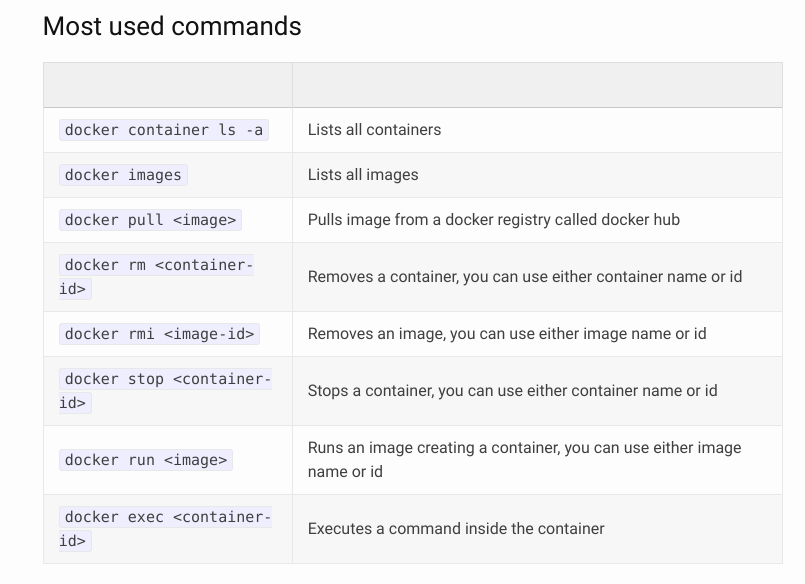 Most used commands
docker container ls -a
Lists all containers
docker images
Lists all images
docker pull <image>
Pulls image from a docker registry called docker hub
docker rm <container-
id>
Removes a container, you can use either container name or id
docker rmi <image-id>
Removes an image, you can use either image name or id
docker stop <container-
id>
Stops a container, you can use either container name or id
docker run <image>
Runs an image creating a container, you can use either image
name or id
docker exec <container-
id>
Executes a command inside the container